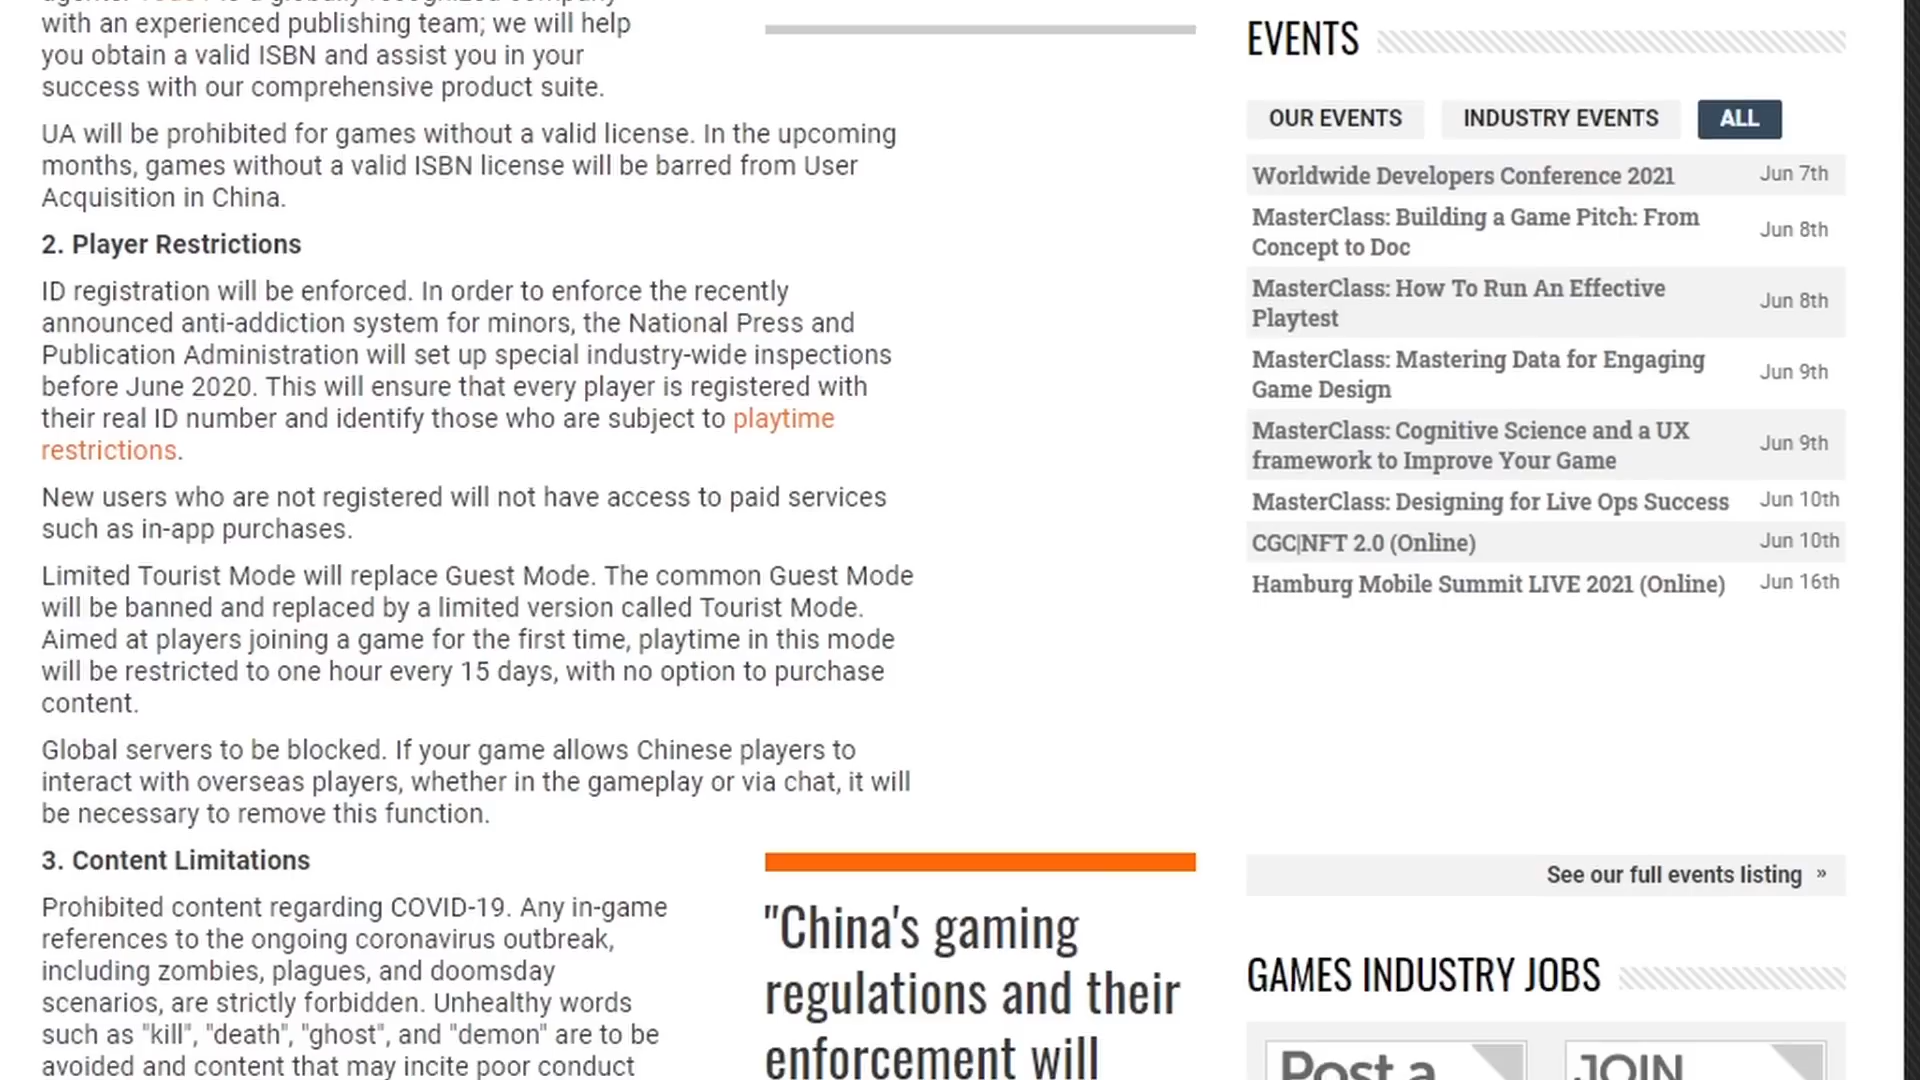 with an experienced publishing team; we will help
you obtain a valid ISBN and assist you in your
success with our comprehensive product suite.
UA will be prohibited for games without a valid license. In the upcoming
months, games without a valid ISBN license will be barred from User
Acquisition in China.
2. Player Restrictions
ID registration will be enforced. In order to enforce the recently
announced anti-addiction system for minors, the National Press and
Publication Administration will set up special industry-wide inspections
before June 2020. This will ensure that every player is registered with
their real ID number and identify those who are subject to playtime
restrictions.
New users who are not registered will not have access to paid services
such as in-app purchases.
Limited Tourist Mode will replace Guest Mode. The common Guest Mode
will be banned and replaced by a limited version called Tourist Mode.
Aimed at players joining a game for the first time, playtime in this mode
will be restricted to one hour every 15 days, with no option to purchase
content.
Global servers to be blocked. If your game allows Chinese players to
interact with overseas players, whether in the gameplay or via chat, it will
be necessary to remove this function.
3. Content Limitations
Prohibited content regarding COVID-19. Any in-game
references to the ongoing coronavirus outbreak,
including zombies, plagues, and doomsday
scenarios, are strictly forbidden. Unhealthy words
such as "kill", "death", "ghost", and "demon" are to be
avoided and content that may incite poor conduct
"China's gaming
regulations and their
enforcement will
EVENTS
OUR EVENTS INDUSTRY EVENTS ALL
Worldwide Developers Conference 2021 Jun 7th
MasterClass: Building a Game Pitch: From
Concept to Doc Jun 8th
MasterClass: How To Run An Effective
Playtest Jun 8th
MasterClass: Mastering Data for Engaging
Game Design Jun 9th
MasterClass: Cognitive Science and a UX
framework to Improve Your Game Jun 9th
MasterClass: Designing for Live Ops Success Jun 10th
CGC|NFT 2.0 (Online) Jun 10th
Hamburg Mobile Summit LIVE 2021 (Online) Jun 16th
See our full events listing »
GAMES INDUSTRY JOBS
Post a
JOIN